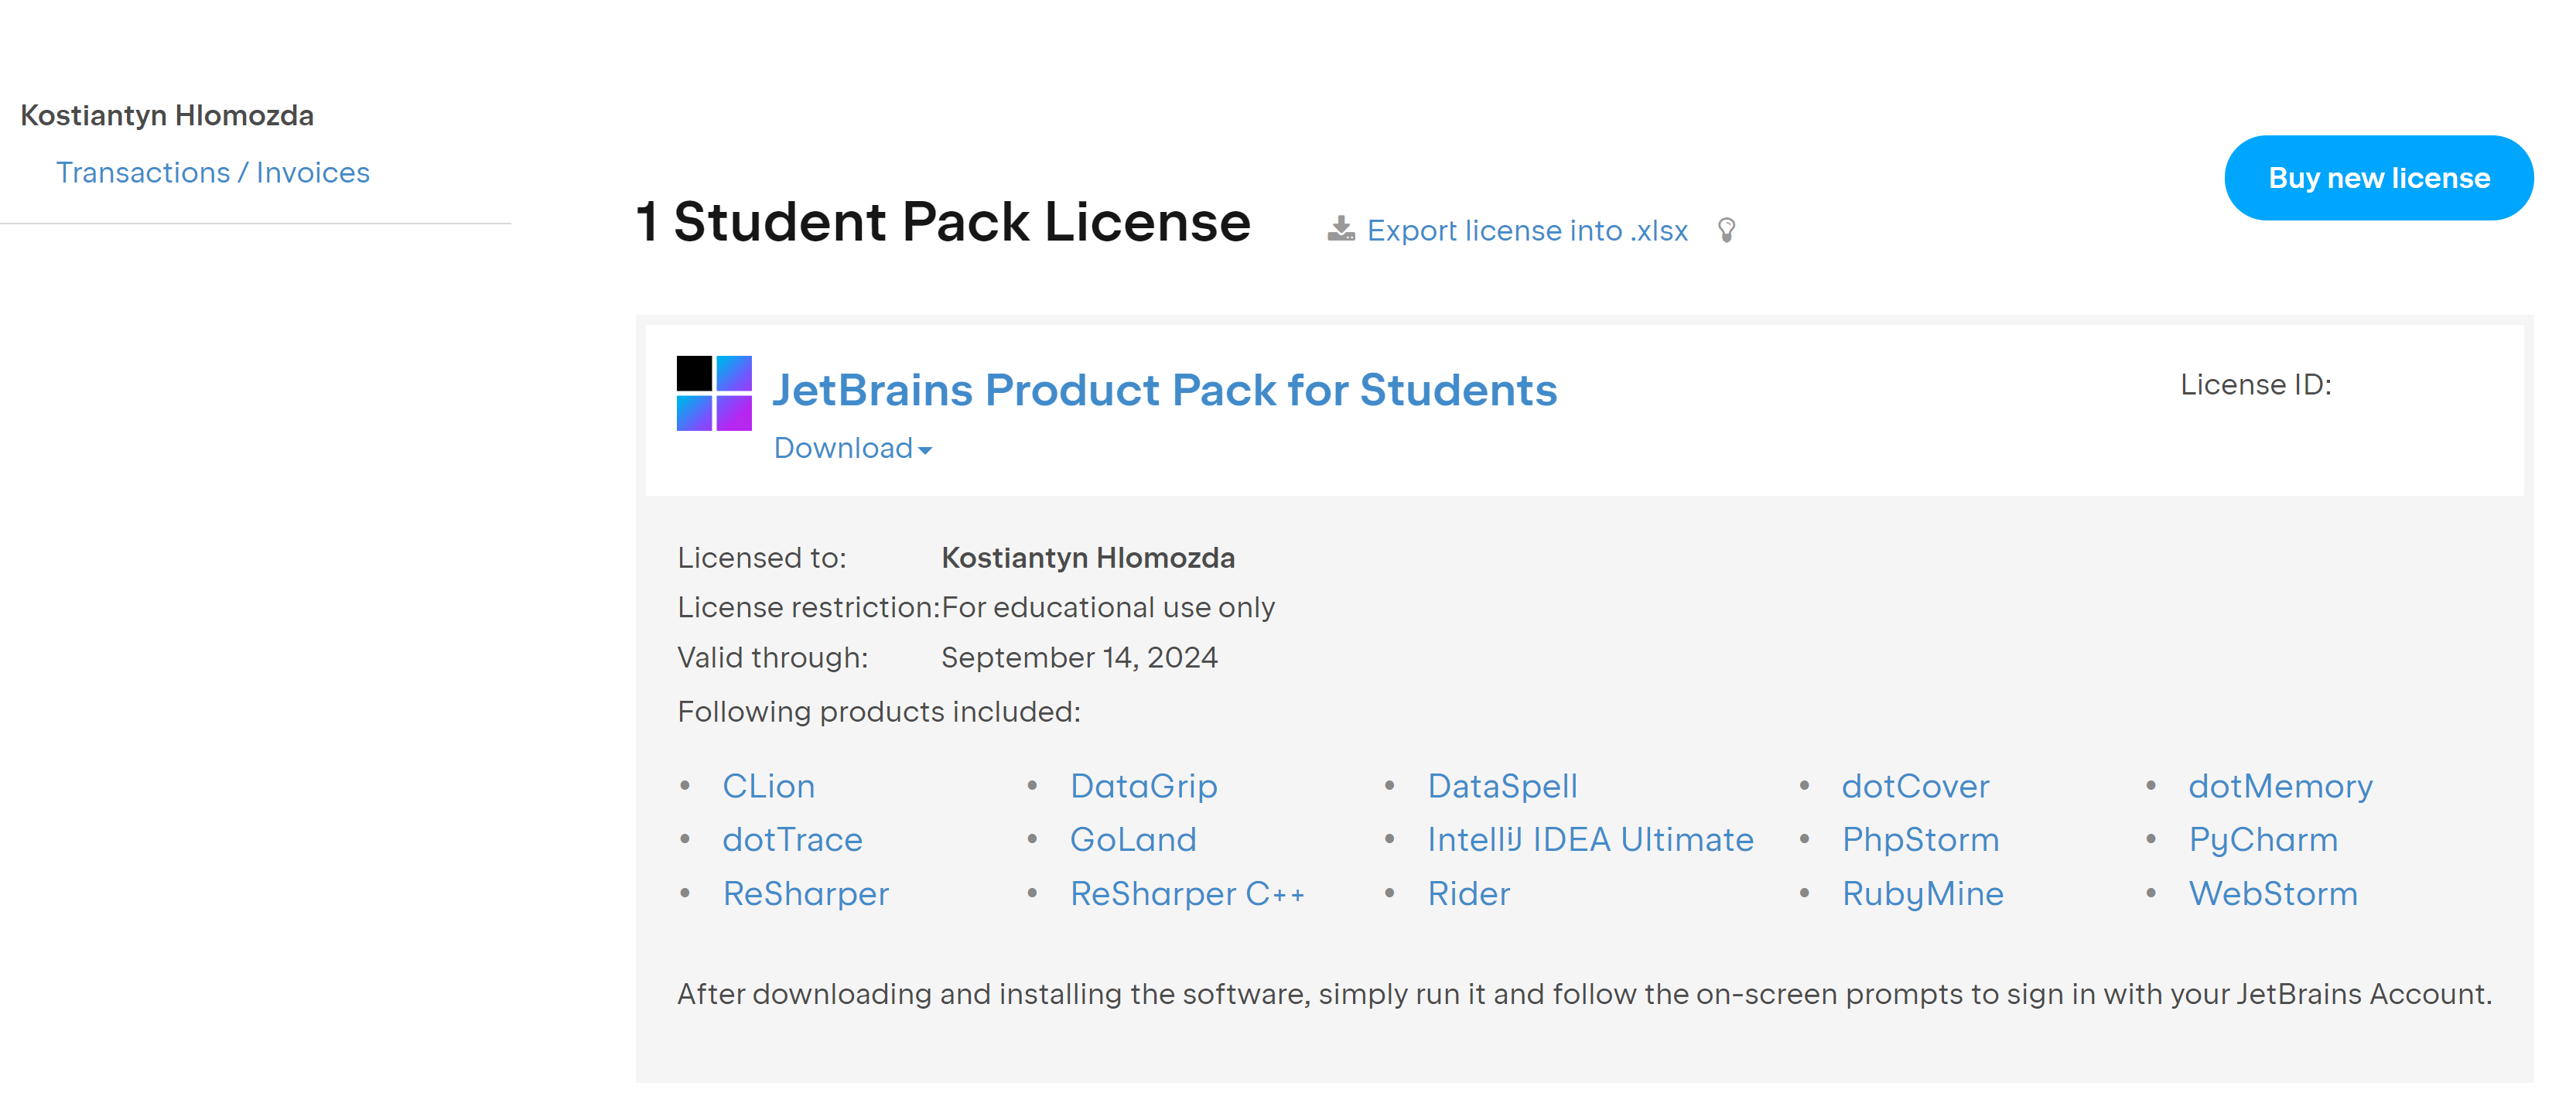 Kostiantyn Hlomozda
Transactions / Invoices
Buy new license
1 Student Pack License
Export license into .xlsx
JetBrains Product Pack for Students
License ID:
Download
Licensed to: Kostiantyn Hlomozda
License restriction: For educational use only
Valid through: September 14, 2024
Following products included:
• CLion • DataGrip • DataSpell • dotCover • dotMemory
• dotTrace • GoLand • IntelliJ IDEA Ultimate • PhpStorm • PyCharm
• ReSharper • ReSharper C++ • Rider • RubyMine • WebStorm
After downloading and installing the software, simply run it and follow the on-screen prompts to sign in with your JetBrains Account.